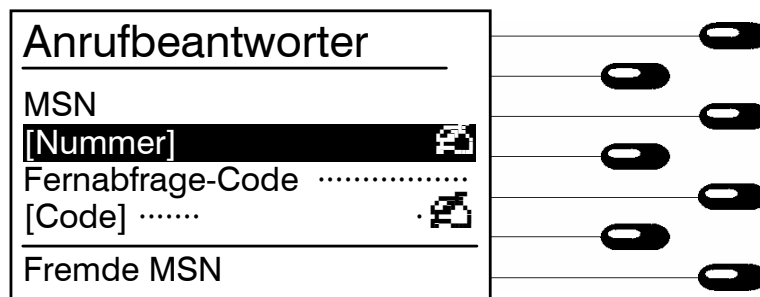 Anrufbeantworter
MSN
[Nummer]
Fernabfrage-Code ·················
[Code] ······· ·
Fremde MSN